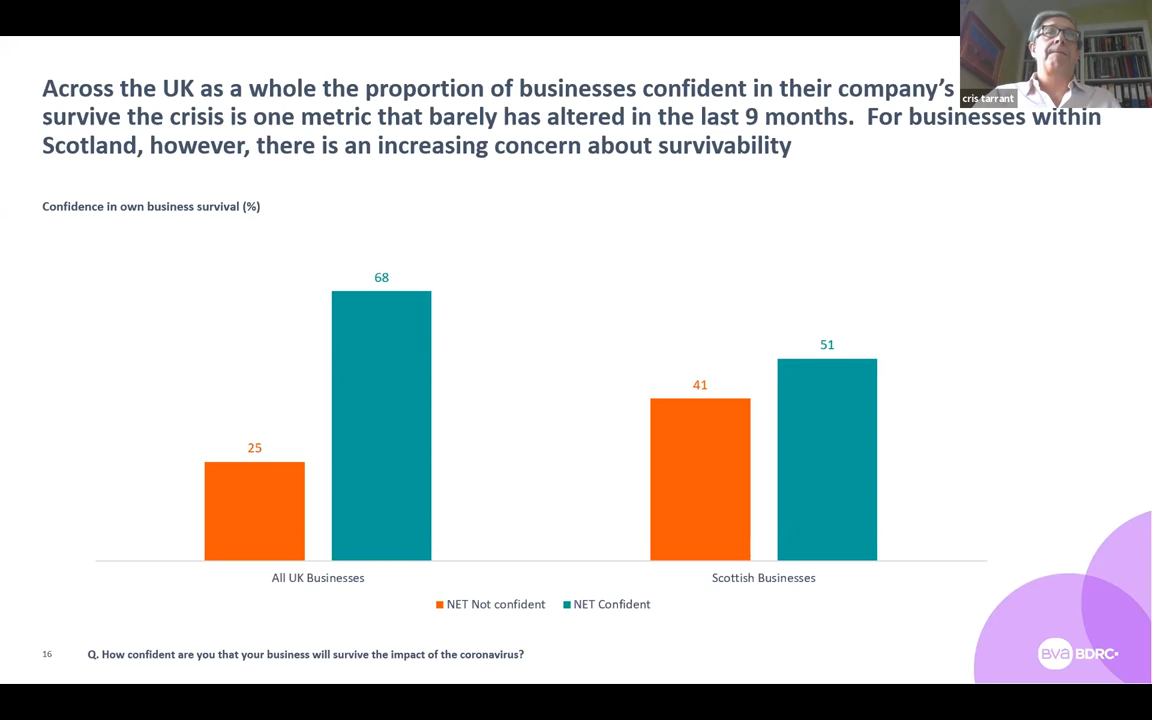 Across the UK as a whole the proportion of businesses confident in their company's
survive the crisis is one metric that barely has altered in the last 9 months.  For businesses within
Scotland, however, there is an increasing concern about survivability
cris tarrant
Confidence in own business survival (%)
68
51
41
25
All UK Businesses
Scottish Businesses
NET Not confident
NET Confident
16
Q. How confident are you that your business will survive the impact of the coronavirus?
BVA BDRC